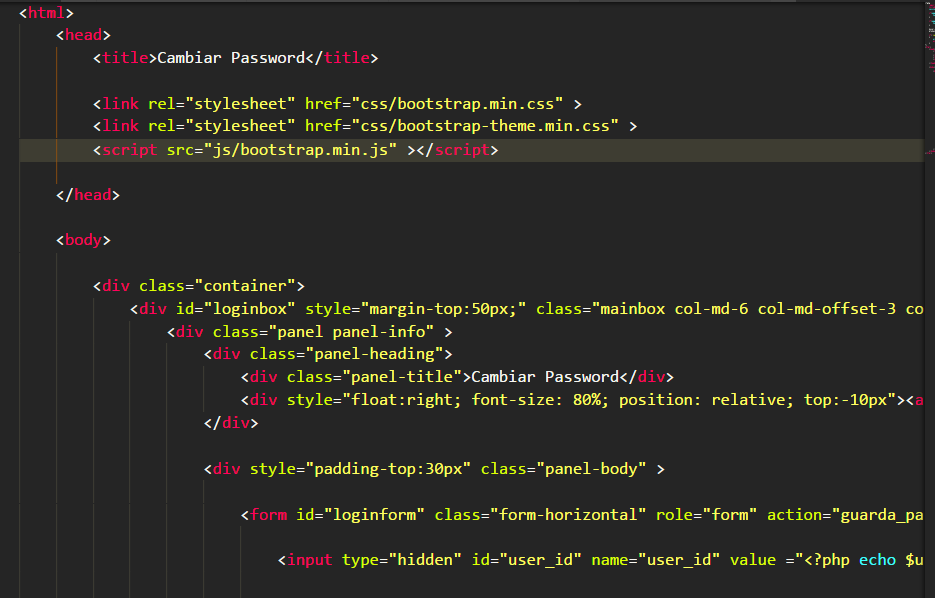 <html>
<head>
<title>Cambiar Password</title>
<link rel="stylesheet" href="css/bootstrap.min.css" >
<link rel="stylesheet" href="css/bootstrap-theme.min.css" >
<script src="js/bootstrap.min.js" ></script>
</head>
<body>
<div class="container">
<div id="loginbox" style="margin-top:50px;" class="mainbox col-md-6 col-md-offset-3 co
<div class="panel panel-info" >
<div class="panel-heading">
<div class="panel-title">Cambiar Password</div>
<div style="float:right; font-size: 80%; position: relative; top:-10px"><a
</div>
<div style="padding-top:30px" class="panel-body" >
<form id="loginform" class="form-horizontal" role="form" action="guarda_pa
<input type="hidden" id="user_id" name="user_id" value ="<?php echo $u